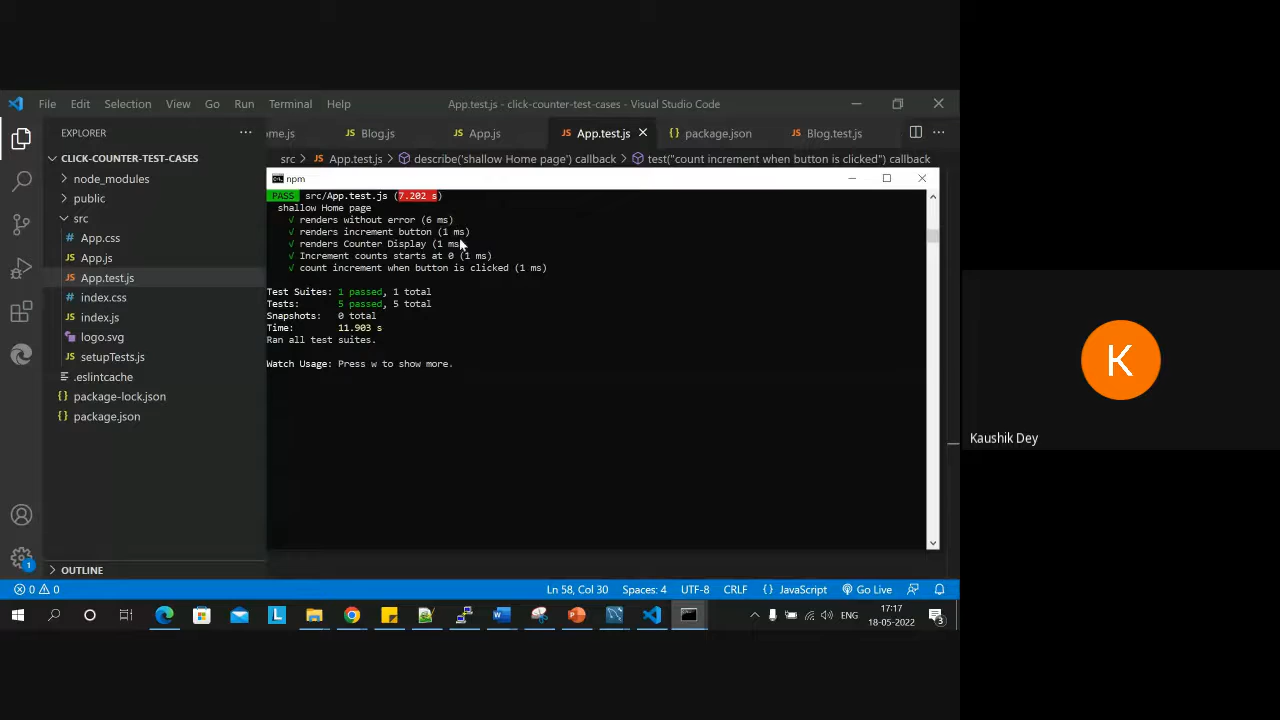 File Edit Selection View Go Run Terminal Help
App.test.js - click-counter-test-cases - Visual Studio Code
EXPLORER
ome.js Blog.js App.js App.test.js package.json Blog.test.js
CLICK-COUNTER-TEST-CASES
src > App.test.js > describe('shallow Home page') callback > test("count increment when button is clicked") callback
node_modules
public
src
App.css
App.js
App.test.js
index.css
index.js
logo.svg
setupTests.js
.eslintcache
package-lock.json
package.json
OUTLINE
npm
PASS src/App.test.js (7.202 s)
shallow Home page
√ renders without error (6 ms)
√ renders increment button (1 ms)
√ renders Counter Display (1 ms)
√ Increment counts starts at 0 (1 ms)
√ count increment when button is clicked (1 ms)
Test Suites: 1 passed, 1 total
Tests: 5 passed, 5 total
Snapshots: 0 total
Time: 11.903 s
Ran all test suites.
Watch Usage: Press w to show more.
0 0 Ln 58, Col 30 Spaces: 4 UTF-8 CRLF {} JavaScript Go Live
ENG 17:17
18-05-2022
3
K
Kaushik Dey